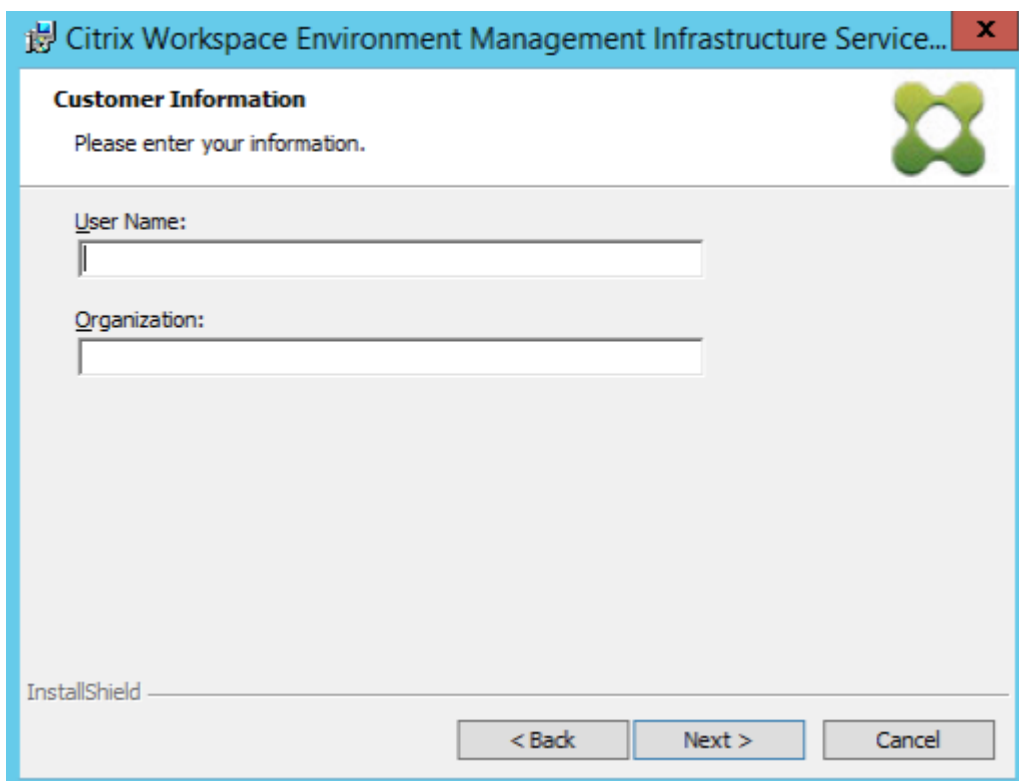 Citrix Workspace Environment Management Infrastructure Service...
Customer Information
Please enter your information.
User Name:
Organization:
InstallShield
< Back Next > Cancel